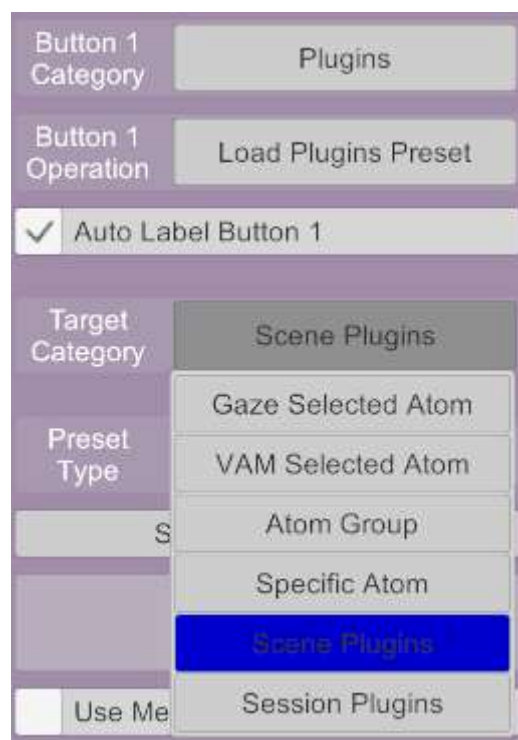 Button 1
Category
Plugins
Button 1
Operation
Load Plugins Preset
Auto Label Button 1
Target
Category
Scene Plugins
Gaze Selected Atom
Preset
Type
VAM Selected Atom
Atom Group
S
Specific Atom
Scene Plugins
Session Plugins
Use Me